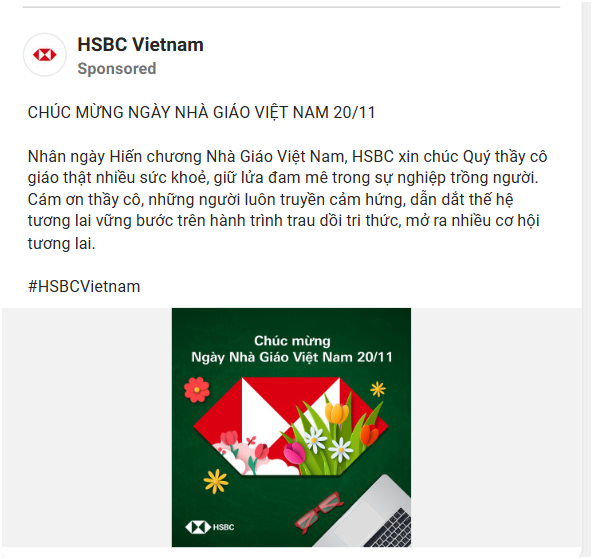 HSBC Vietnam
Sponsored
CHÚC MỪNG NGÀY NHÀ GIÁO VIỆT NAM 20/11
Nhân ngày Hiến chương Nhà Giáo Việt Nam, HSBC xin chúc Quý thầy cô
giáo thật nhiều sức khoẻ, giữ lửa đam mê trong sự nghiệp trồng người.
Cám ơn thầy cô, những người luôn truyền cảm hứng, dẫn dắt thế hệ
tương lai vững bước trên hành trình trau dồi tri thức, mở ra nhiều cơ hội
tương lai.
#HSBCVietnam
Chúc mừng
Ngày Nhà Giáo Việt Nam 20/11
HSBC